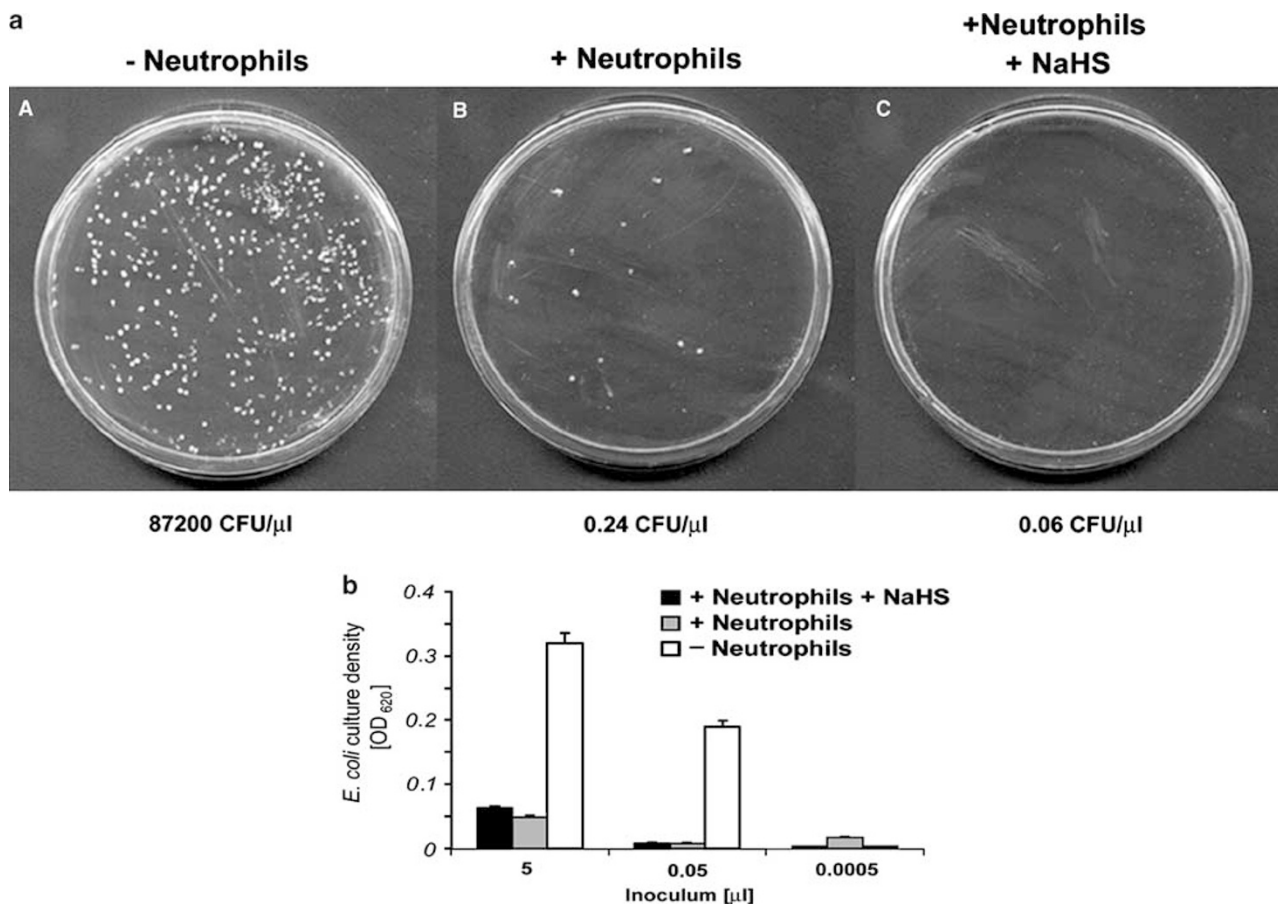 a
- Neutrophils
+ Neutrophils
+Neutrophils
+ NaHS
A
B
C
87200 CFU/µl
0.24 CFU/µl
0.06 CFU/µl
b
E. coli culture density
[OD620]
0.4
0.3
0.2
0.1
0
+ Neutrophils + NaHS
+ Neutrophils
– Neutrophils
5
0.05
0.0005
Inoculum [µl]